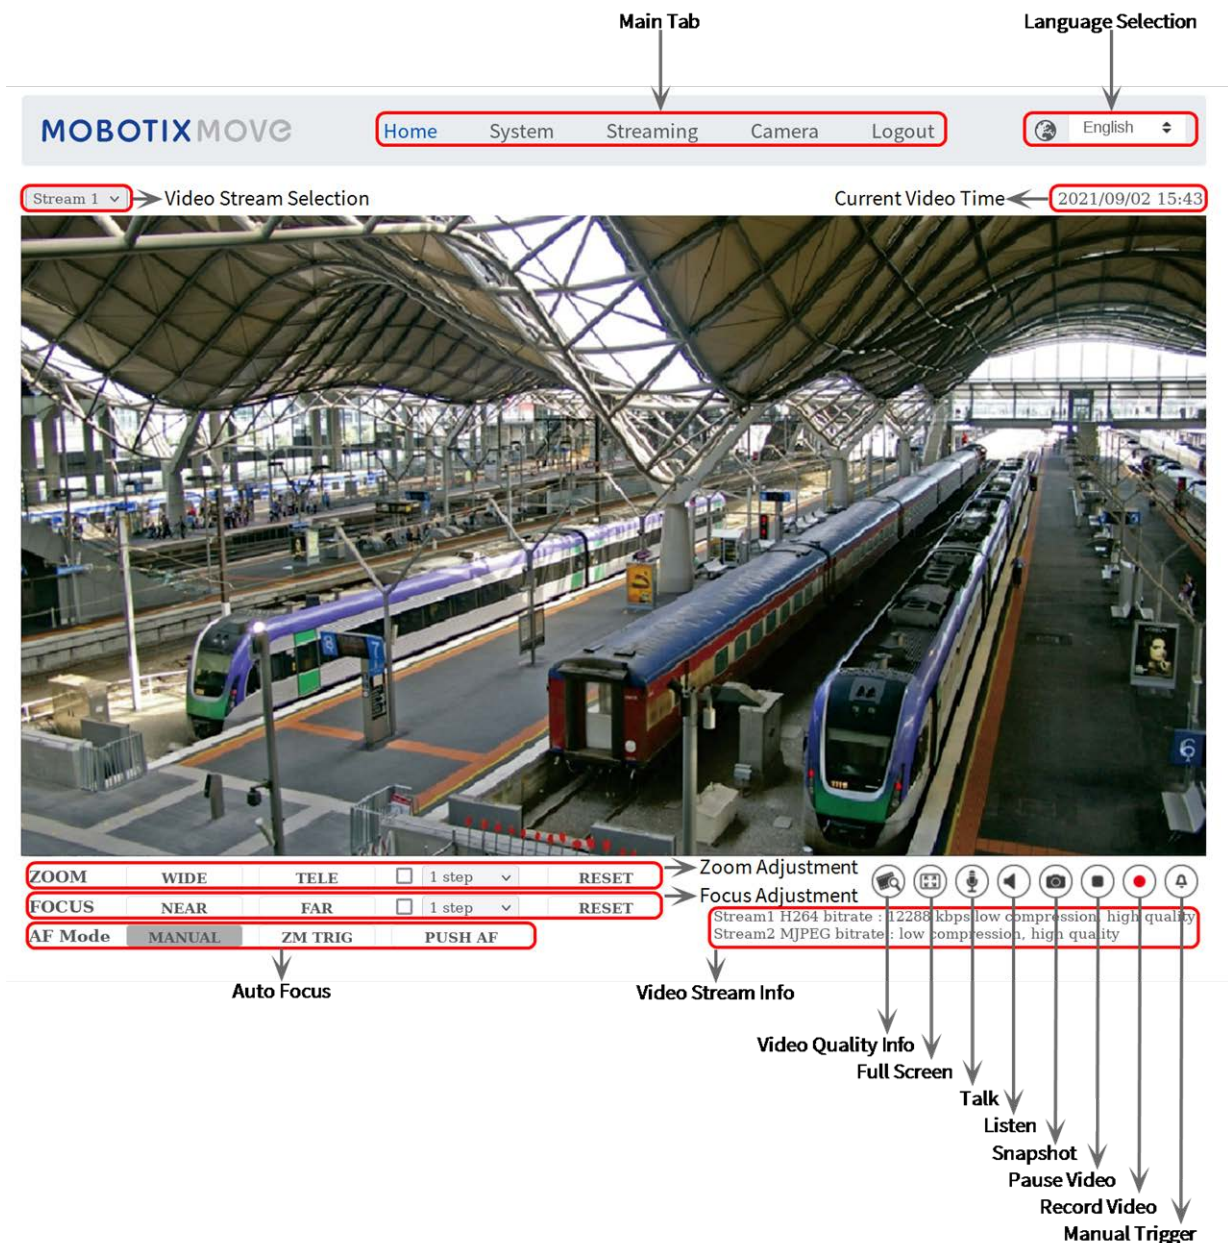 Main Tab
Language Selection
MOBOTIX MOVE
Home System Streaming Camera Logout
English
Stream 1
Video Stream Selection
Current Video Time
2021/09/02 15:43
8
7
6
ZOOM WIDE TELE 1 step RESET
Zoom Adjustment
FOCUS NEAR FAR 1 step RESET
Focus Adjustment
Stream1 H264 bitrate : 12288 kbps low compression, high quality
Stream2 MJPEG bitrate : low compression, high quality
AF Mode MANUAL ZM TRIG PUSH AF
Auto Focus
Video Stream Info
Video Quality Info
Full Screen
Talk
Listen
Snapshot
Pause Video
Record Video
Manual Trigger